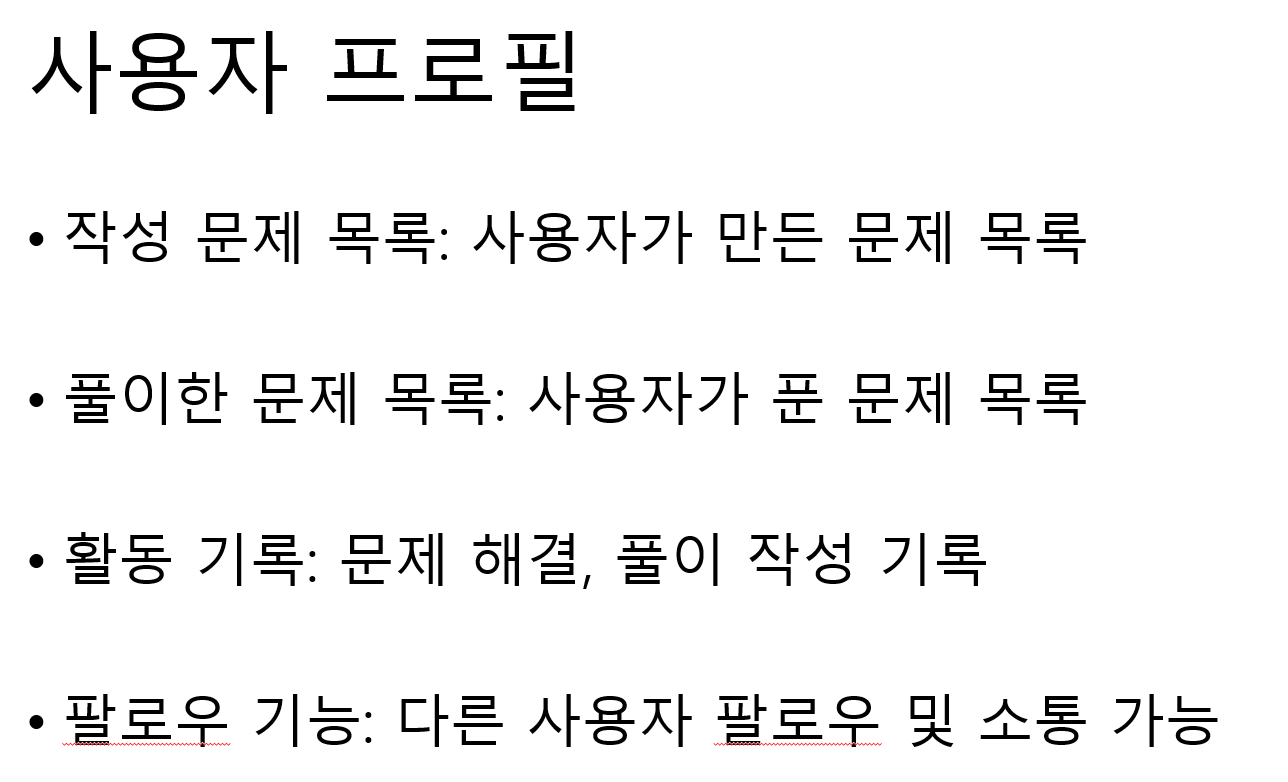 사용자 프로필
• 작성 문제 목록: 사용자가 만든 문제 목록
• 풀이한 문제 목록: 사용자가 푼 문제 목록
• 활동 기록: 문제 해결, 풀이 작성 기록
• 팔로우 기능: 다른 사용자 팔로우 및 소통 가능